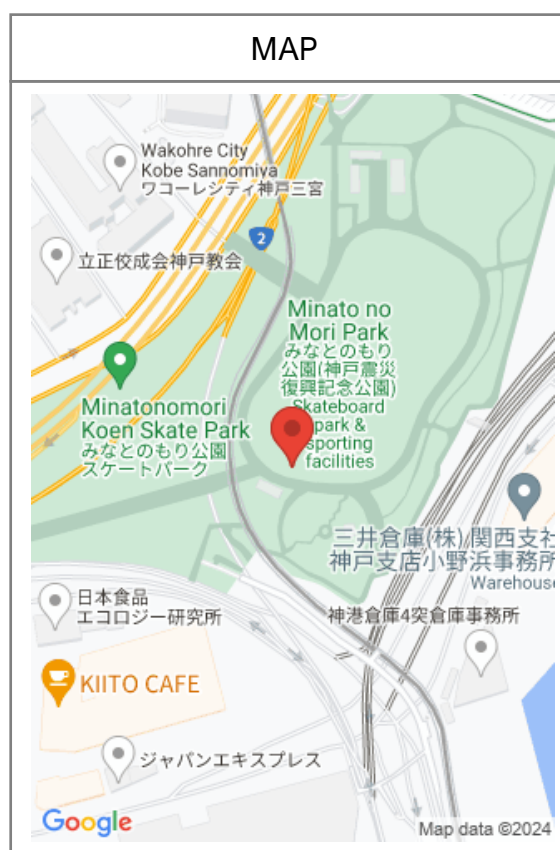 MAP
Wakohre City
Kobe Sannomiya
ワコーレシティ神戸三宮
2
立正佼成会神戸教会
Minato no
Mori Park
みなとのもり
公園(神戸震災
復興記念公園)
Skateboard
park &
sporting
facilities
Minatonomori
Koen Skate Park
みなとのもり公園
スケートパーク
三井倉庫(株)関西支社
神戸支店小野浜事務所
Warehouse
日本食品
エコロジー研究所
神港倉庫4突倉庫事務所
KIITO CAFE
ジャパンエキスプレス
Google
Map data ©2024